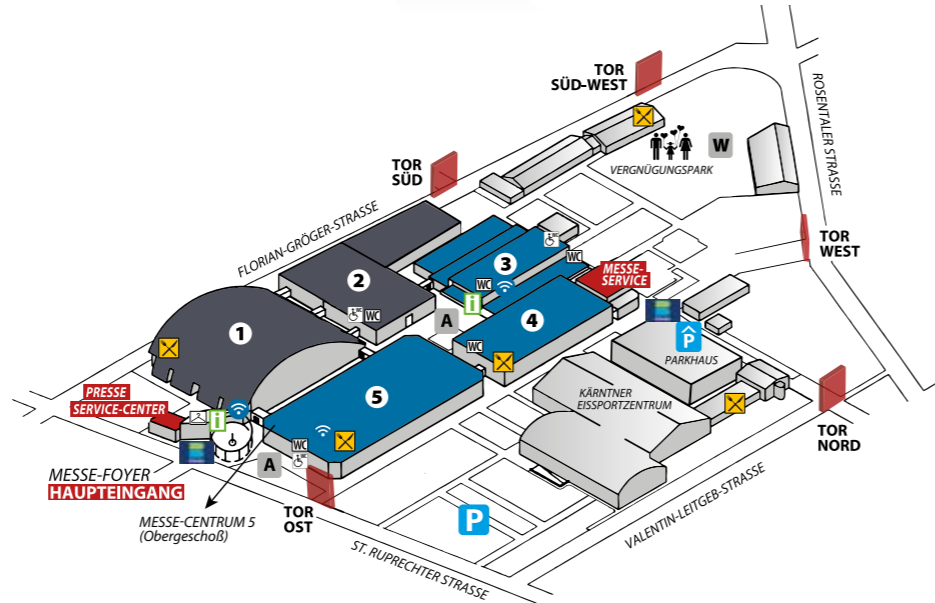 TOR
SÜD-WEST
ROSENTALER STRASSE
W
VERGNÜGUNGSPARK
TOR
SÜD
FLORIAN-GRÖGER-STRASSE
TOR
WEST
WC
3
WC
MESSE-
SERVICE
2
WC
WC
i
A
4
1
WC
P
PARKHAUS
5
KÄRNTNER
EISSPORTZENTRUM
PRESSE
SERVICE-CENTER
i
2
WC
A
TOR
NORD
MESSE-FOYER
HAUPTEINGANG
MESSE-CENTRUM 5
(Obergeschoß)
TOR
OST
P
ST. RUPRECHTER STRASSE
VALENTIN-LEITGEB-STRASSE